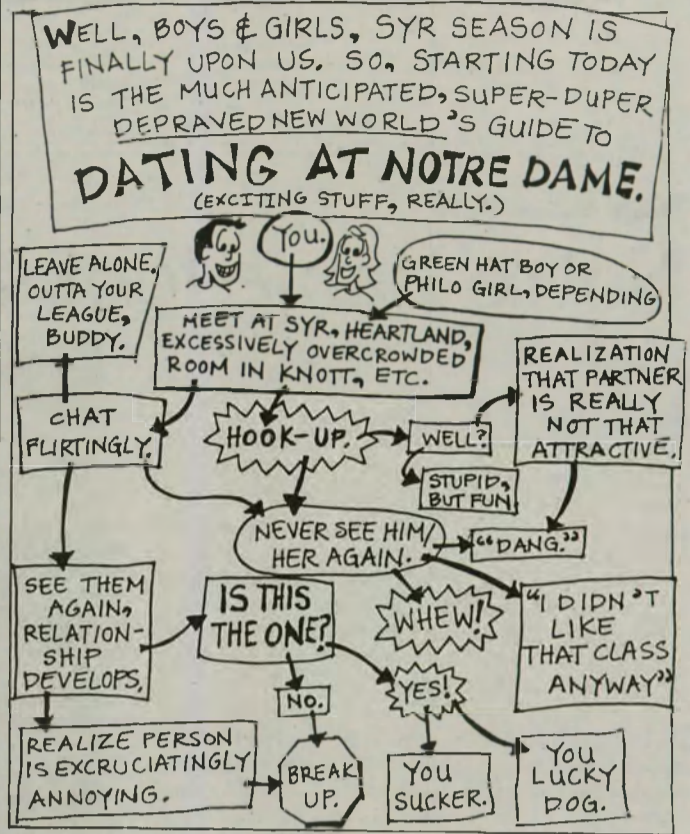 WELL, BOYS & GIRLS, SYR SEASON IS
FINALLY UPON US. SO, STARTING TODAY
IS THE MUCH ANTICIPATED, SUPER-DUPER
DEPRAVED NEW WORLD'S GUIDE TO
DATING AT NOTRE DAME.
(EXCITING STUFF, REALLY.)
YOU.
GREEN HAT BOY OR
PHILO GIRL, DEPENDING
LEAVE ALONE.
OUTTA YOUR
LEAGUE,
BUDDY.
MEET AT SYR, HEARTLAND,
EXCESSIVELY OVERCROWDED
ROOM IN KNOTT, ETC.
CHAT
FLIRTINGLY.
HOOK-UP.
WELL?
REALIZATION
THAT PARTNER
IS REALLY
NOT THAT
ATTRACTIVE.
STUPID,
BUT FUN.
NEVER SEE HIM/
HER AGAIN.
"DANG."
SEE THEM
AGAIN,
RELATION-
SHIP
DEVELOPS.
IS THIS
THE ONE?
WHEW!
"I DIDN'T
LIKE
THAT CLASS
ANYWAY"
NO.
YES!
REALIZE PERSON
IS EXCRUCIATINGLY
ANNOYING.
BREAK
UP.
YOU
SUCKER.
YOU
LUCKY
DOG.